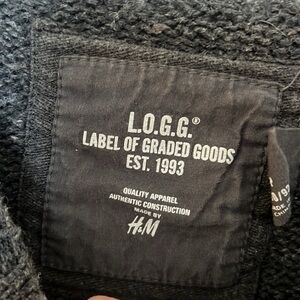 L.O.G.G.®
LABEL OF GRADED GOODS
EST. 1993
QUALITY APPAREL
AUTHENTIC CONSTRUCTION
MADE BY
H&M